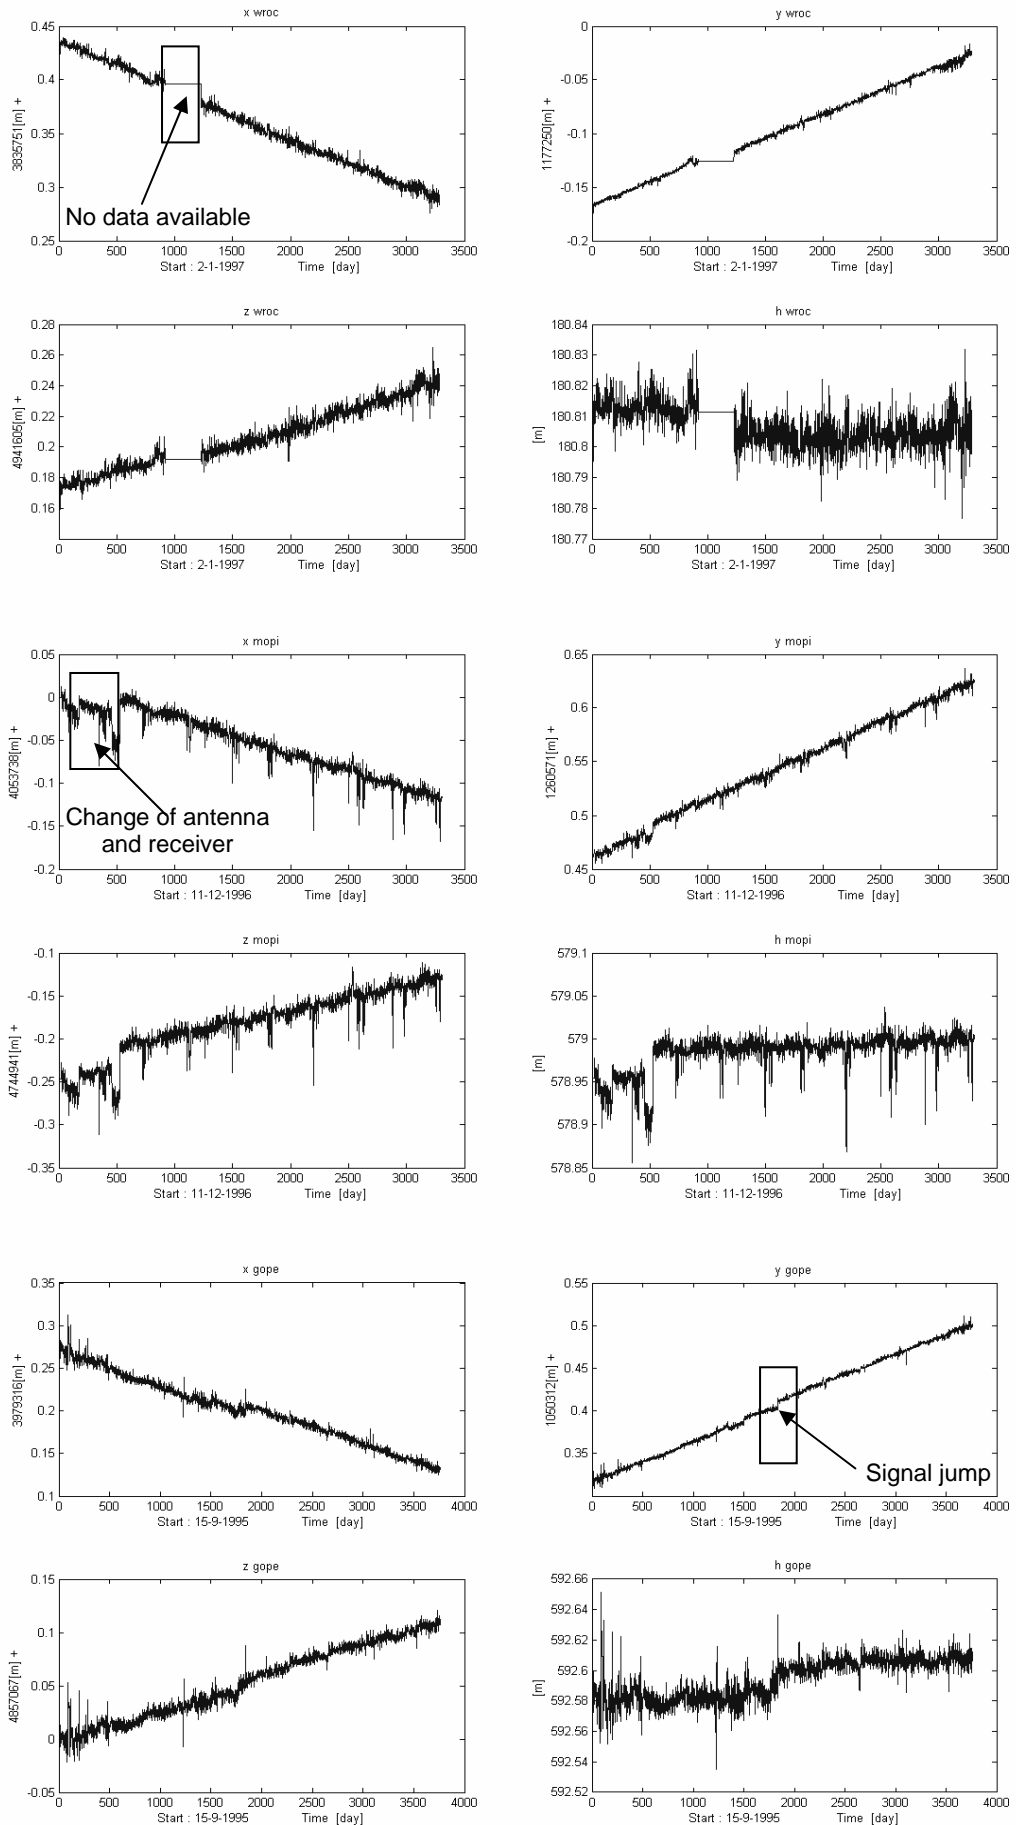 x wroc
0.45
0.4
0.35
0.3
0.25
3835751[m] +
No data available
0 500 1000 1500 2000 2500 3000 3500
Start : 2-1-1997 Time [day]
y wroc
0
-0.05
-0.1
-0.15
-0.2
1177250[m] +
0 500 1000 1500 2000 2500 3000 3500
Start : 2-1-1997 Time [day]
z wroc
0.28
0.26
0.24
0.22
0.2
0.18
0.16
4941605[m] +
0 500 1000 1500 2000 2500 3000 3500
Start : 2-1-1997 Time [day]
h wroc
180.84
180.83
180.82
180.81
180.8
180.79
180.78
180.77
[m]
0 500 1000 1500 2000 2500 3000 3500
Start : 2-1-1997 Time [day]
x mopi
0.05
0
-0.05
-0.1
-0.15
-0.2
4053738[m] +
Change of antenna
and receiver
0 500 1000 1500 2000 2500 3000 3500
Start : 11-12-1996 Time [day]
y mopi
0.65
0.6
0.55
0.5
0.45
1260571[m] +
0 500 1000 1500 2000 2500 3000 3500
Start : 11-12-1996 Time [day]
z mopi
-0.1
-0.15
-0.2
-0.25
-0.3
-0.35
4744941[m] +
0 500 1000 1500 2000 2500 3000 3500
Start : 11-12-1996 Time [day]
h mopi
579.1
579.05
579
578.95
578.9
578.85
[m]
0 500 1000 1500 2000 2500 3000 3500
Start : 11-12-1996 Time [day]
x gope
0.35
0.3
0.25
0.2
0.15
0.1
3979316[m] +
0 500 1000 1500 2000 2500 3000 3500 4000
Start : 15-9-1995 Time [day]
y gope
0.55
0.5
0.45
0.4
0.35
1050312[m] +
Signal jump
0 500 1000 1500 2000 2500 3000 3500 4000
Start : 15-9-1995 Time [day]
z gope
0.15
0.1
0.05
0
-0.05
4857067[m] +
0 500 1000 1500 2000 2500 3000 3500 4000
Start : 15-9-1995 Time [day]
h gope
592.66
592.64
592.62
592.6
592.58
592.56
592.54
592.52
[m]
0 500 1000 1500 2000 2500 3000 3500 4000
Start : 15-9-1995 Time [day]